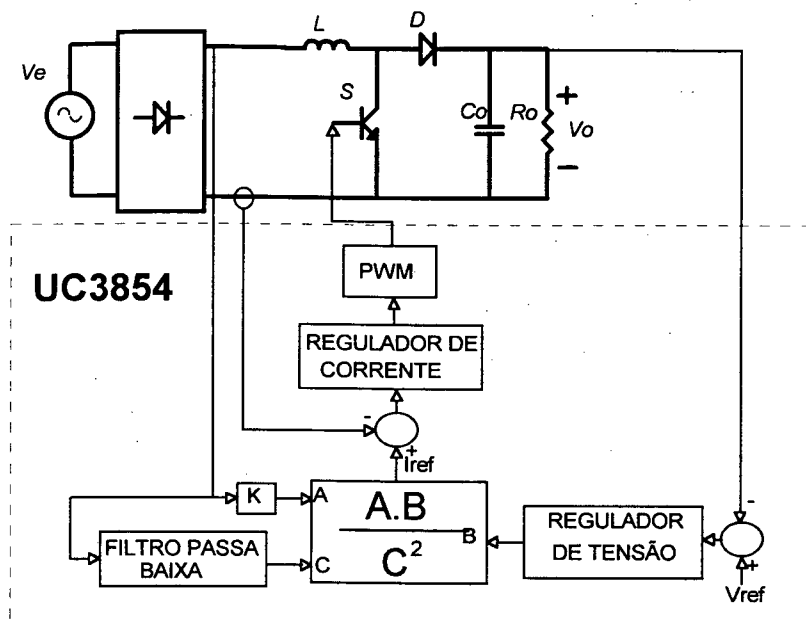 L
D
Ve
S
Co
Ro
+
Vo
−
UC3854
PWM
REGULADOR DE
CORRENTE
-
+
Iref
K
A
A.B
C²
B
C
FILTRO PASSA
BAIXA
REGULADOR
DE TENSÃO
-
+
Vref